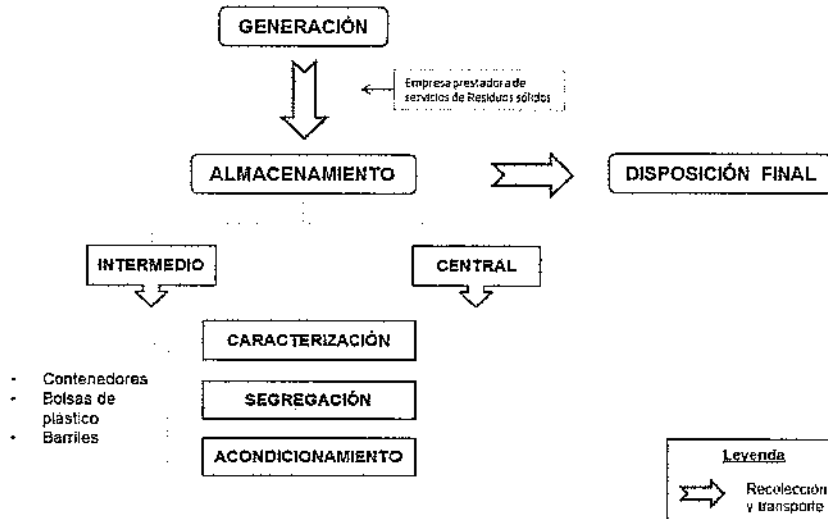 GENERACIÓN
Empresa prestadora de
servicios de Residuos sólidos
ALMACENAMIENTO
DISPOSICIÓN FINAL
INTERMEDIO
CENTRAL
CARACTERIZACIÓN
• Contenedores
• Bolsas de
plástico
• Barriles
SEGREGACIÓN
ACONDICIONAMIENTO
Leyenda
Recolección
y transporte